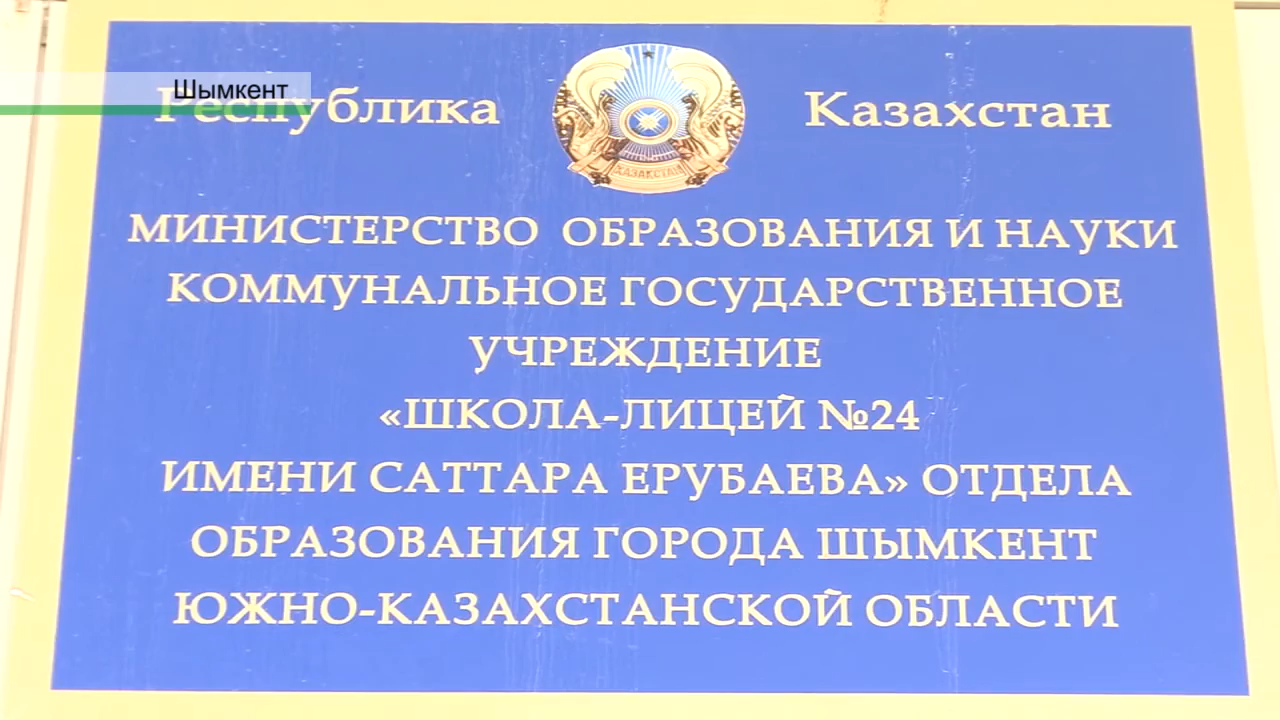 Шымкент
Республика Казахстан
ҚАЗАҚСТАН
МИНИСТЕРСТВО ОБРАЗОВАНИЯ И НАУКИ
КОММУНАЛЬНОЕ ГОСУДАРСТВЕННОЕ
УЧРЕЖДЕНИЕ
«ШКОЛА-ЛИЦЕЙ №24
ИМЕНИ САТТАРА ЕРУБАЕВА» ОТДЕЛА
ОБРАЗОВАНИЯ ГОРОДА ШЫМКЕНТ
ЮЖНО-КАЗАХСТАНСКОЙ ОБЛАСТИ